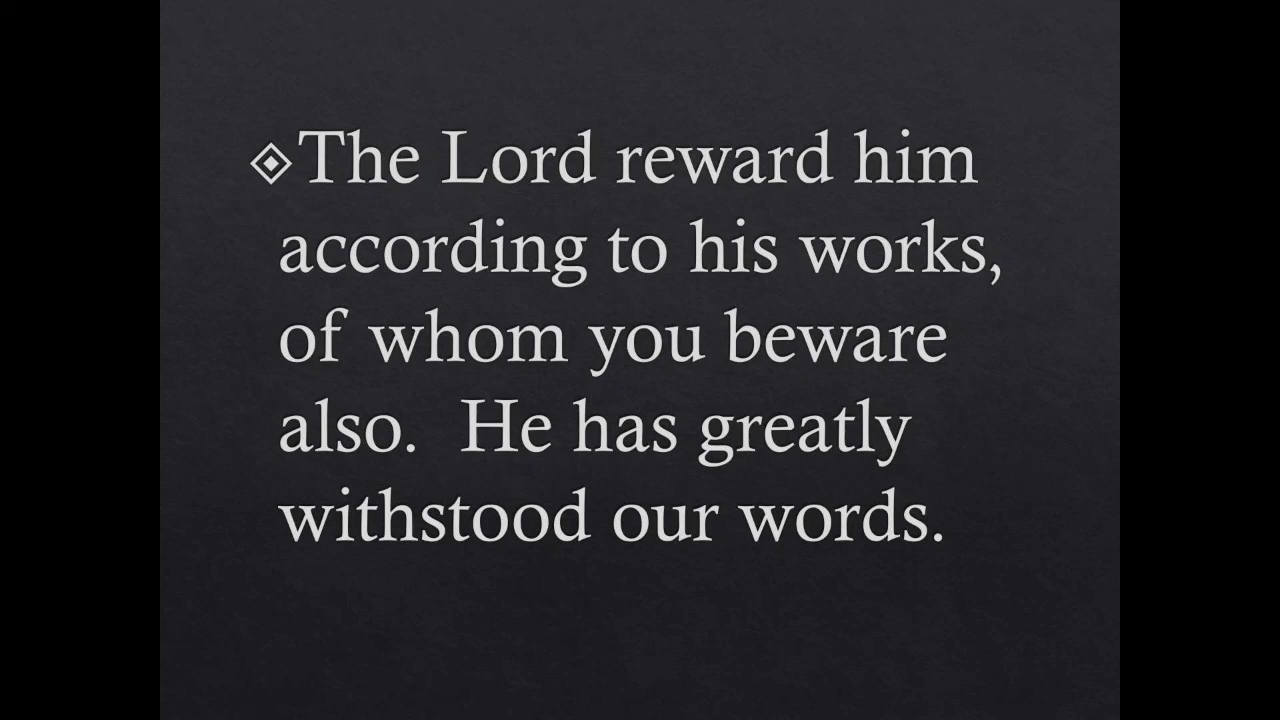 The Lord reward him
according to his works,
of whom you beware
also.  He has greatly
withstood our words.